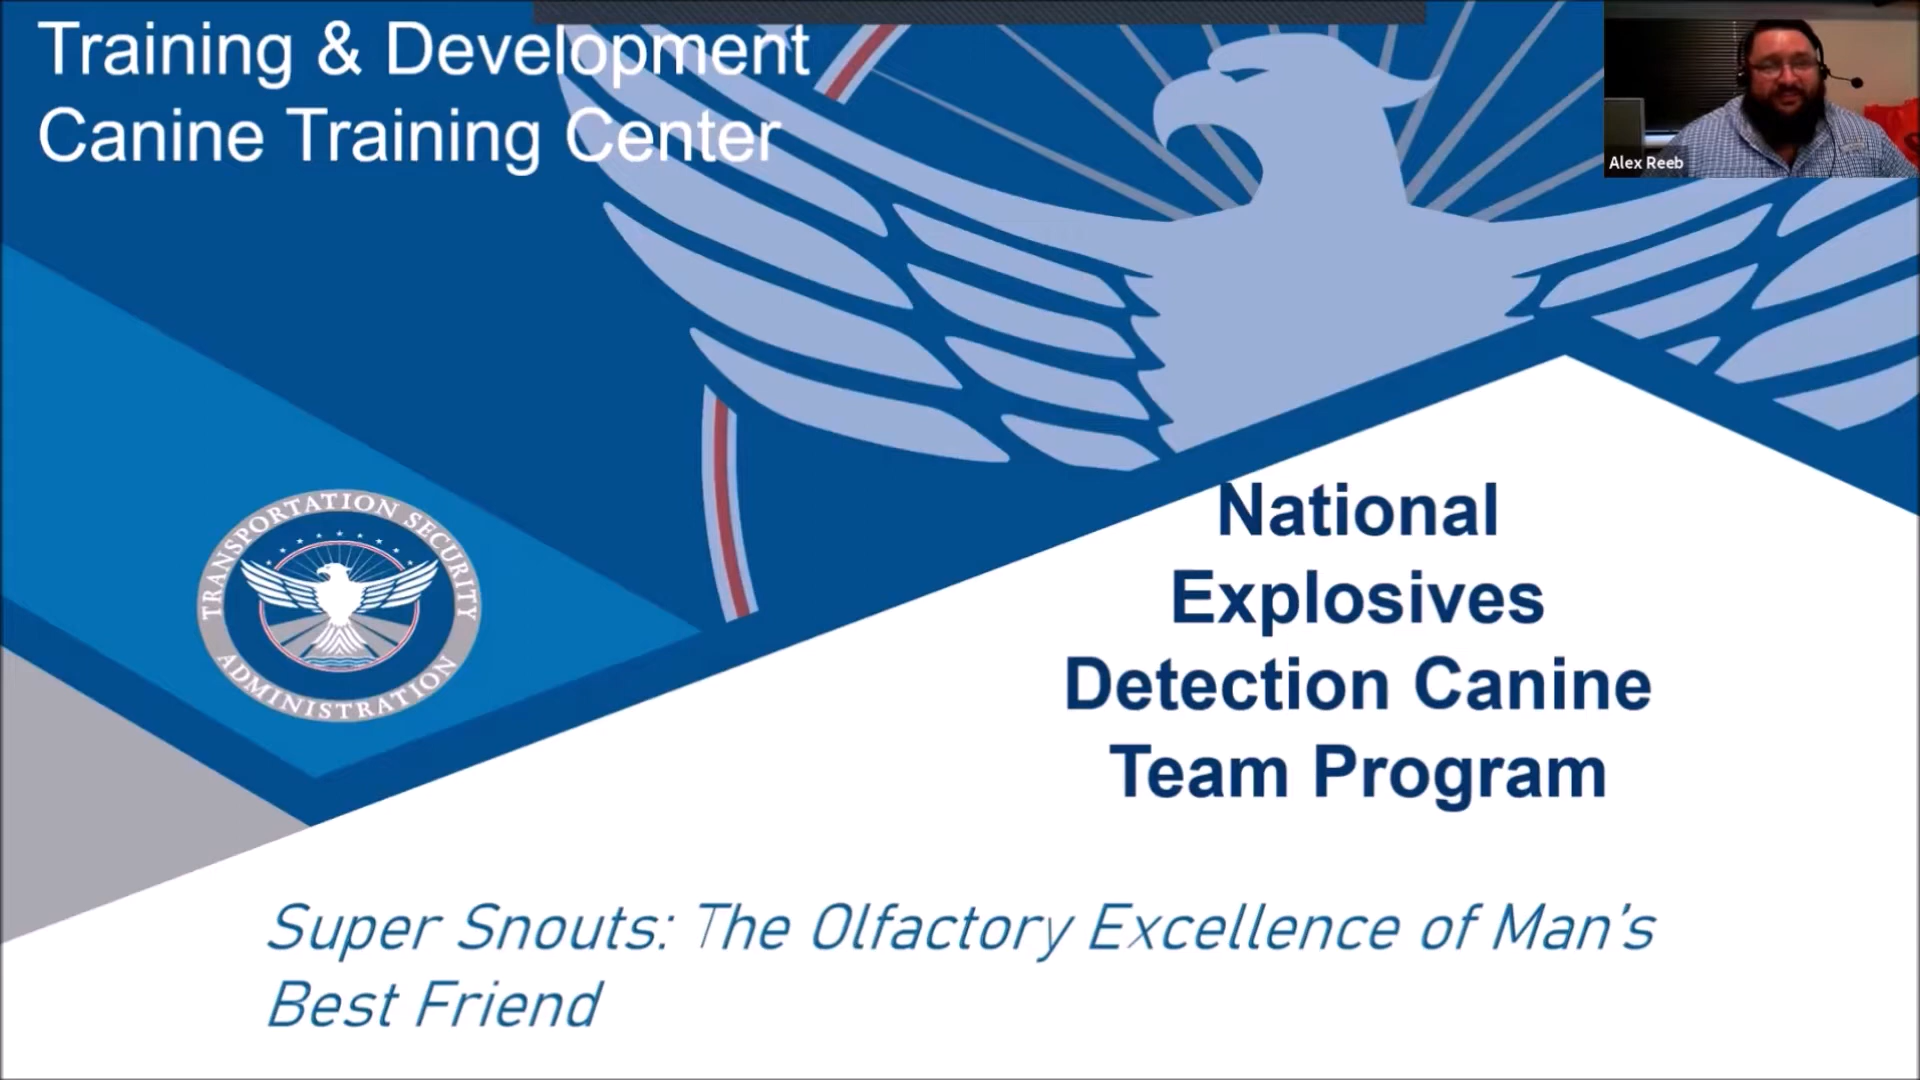 Training & Development
Canine Training Center
Alex Reeb
TRANSPORTATION SECURITY
ADMINISTRATION
National
Explosives
Detection Canine
Team Program
Super Snouts: The Olfactory Excellence of Man's
Best Friend